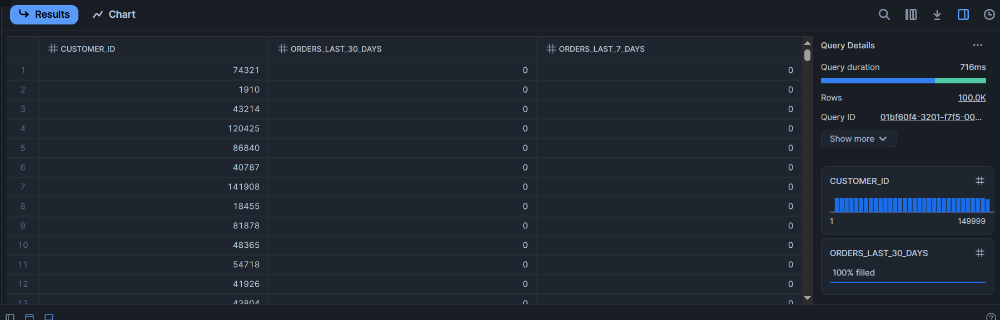 Results Chart
CUSTOMER_ID ORDERS_LAST_30_DAYS ORDERS_LAST_7_DAYS
1 74321 0 0
2 1910 0 0
3 43214 0 0
4 120425 0 0
5 86840 0 0
6 40787 0 0
7 141908 0 0
8 18455 0 0
9 81878 0 0
10 48365 0 0
11 54718 0 0
12 41926 0 0
13 43804 0 0
Query Details
Query duration 716ms
Rows 100.0K
Query ID 01bf60f4-3201-f7f5-00...
Show more
CUSTOMER_ID
1 149999
ORDERS_LAST_30_DAYS
100% filled